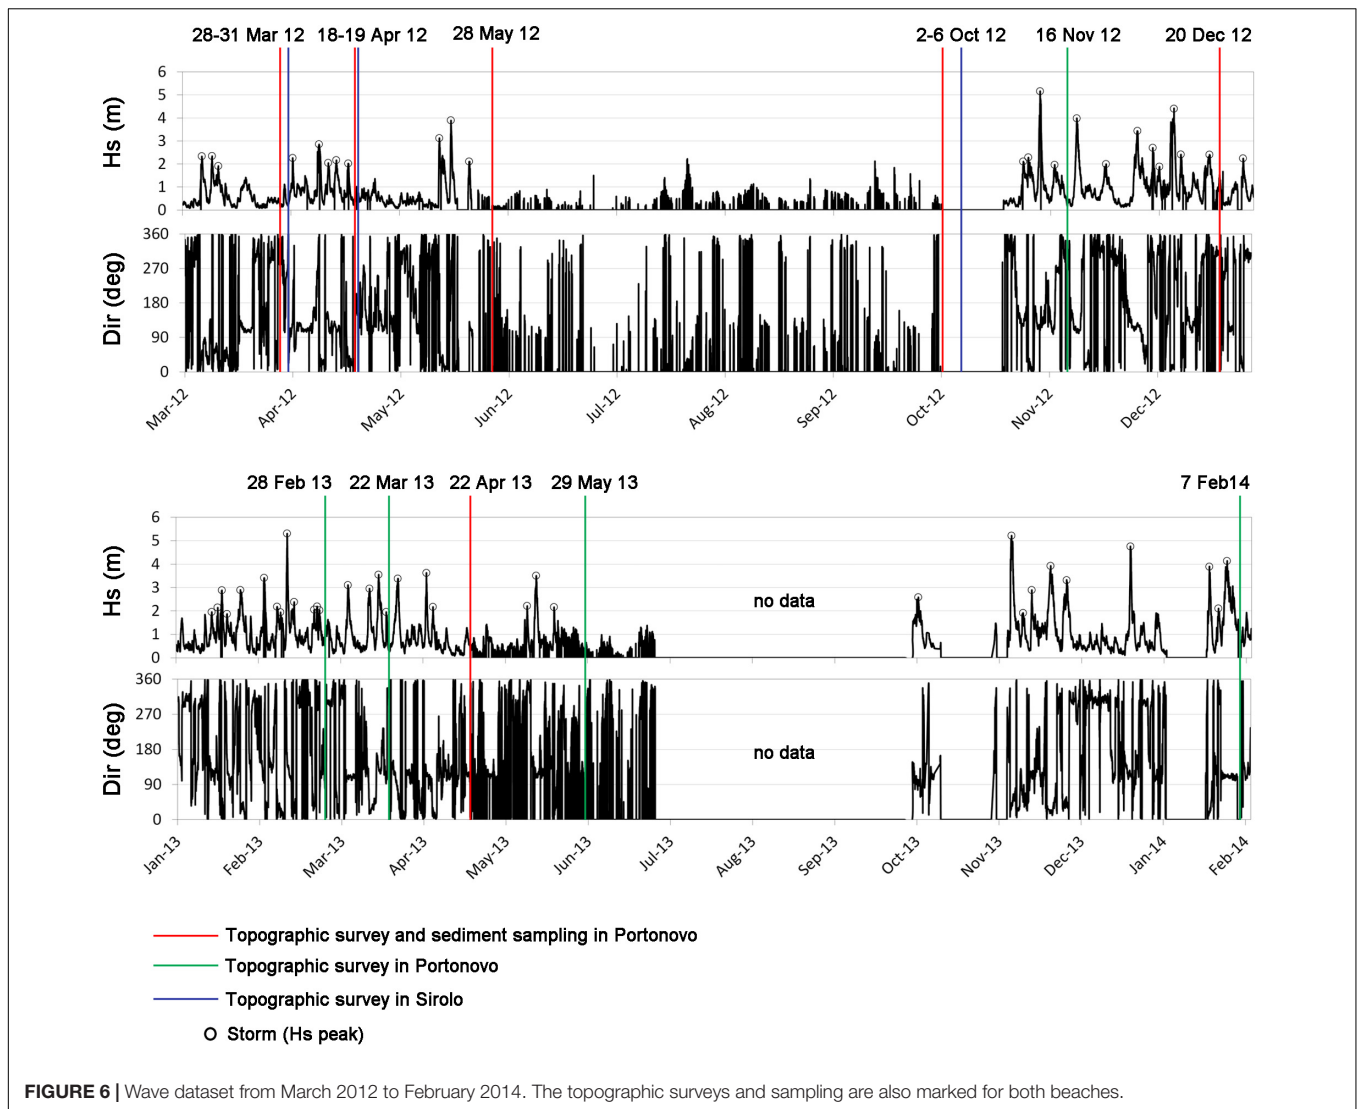 28-31 Mar 12 18-19 Apr 12 28 May 12 2-6 Oct 12 16 Nov 12 20 Dec 12
Hs (m)
6
5
4
3
2
1
0
Dir (deg)
360
270
180
90
0
Mar-12 Apr-12 May-12 Jun-12 Jul-12 Aug-12 Sep-12 Oct-12 Nov-12 Dec-12
28 Feb 13 22 Mar 13 22 Apr 13 29 May 13 7 Feb14
Hs (m)
6
5
4
3
2
1
0
no data
Dir (deg)
360
270
180
90
0
no data
Jan-13 Feb-13 Mar-13 Apr-13 May-13 Jun-13 Jul-13 Aug-13 Sep-13 Oct-13 Nov-13 Dec-13 Jan-14 Feb-14
Topographic survey and sediment sampling in Portonovo
Topographic survey in Portonovo
Topographic survey in Sirolo
Storm (Hs peak)
FIGURE 6 | Wave dataset from March 2012 to February 2014. The topographic surveys and sampling are also marked for both beaches.